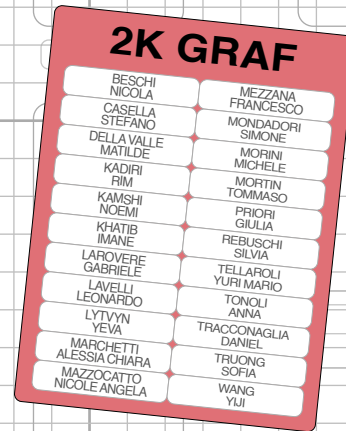 2K GRAF
BESCHI
NICOLA
CASELLA
STEFANO
DELLA VALLE
MATILDE
KADIRI
RIM
KAMSHI
NOEMI
KHATIB
IMANE
LAROVERE
GABRIELE
LAVELLI
LEONARDO
LYTVYN
YEVA
MARCHETTI
ALESSIA CHIARA
MAZZOCATTO
NICOLE ANGELA
MEZZANA
FRANCESCO
MONDADORI
SIMONE
MORINI
MICHELE
MORTIN
TOMMASO
PRIORI
GIULIA
REBUSCHI
SILVIA
TELLAROLI
YURI MARIO
TONOLI
ANNA
TRACCONAGLIA
DANIEL
TRUONG
SOFIA
WANG
YIJI